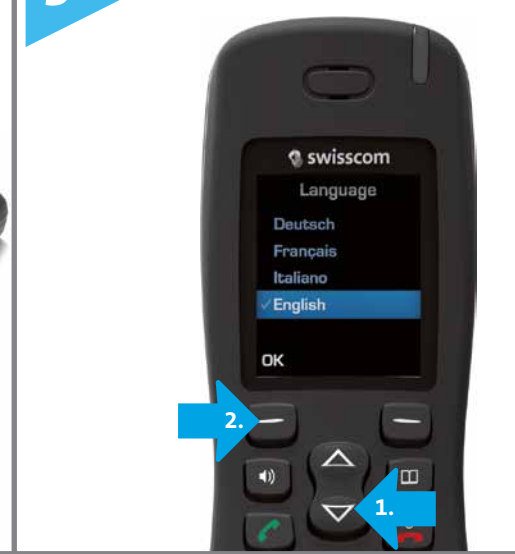 swisscom
Language
Deutsch
Français
Italiano
✓English
OK
2.
1.